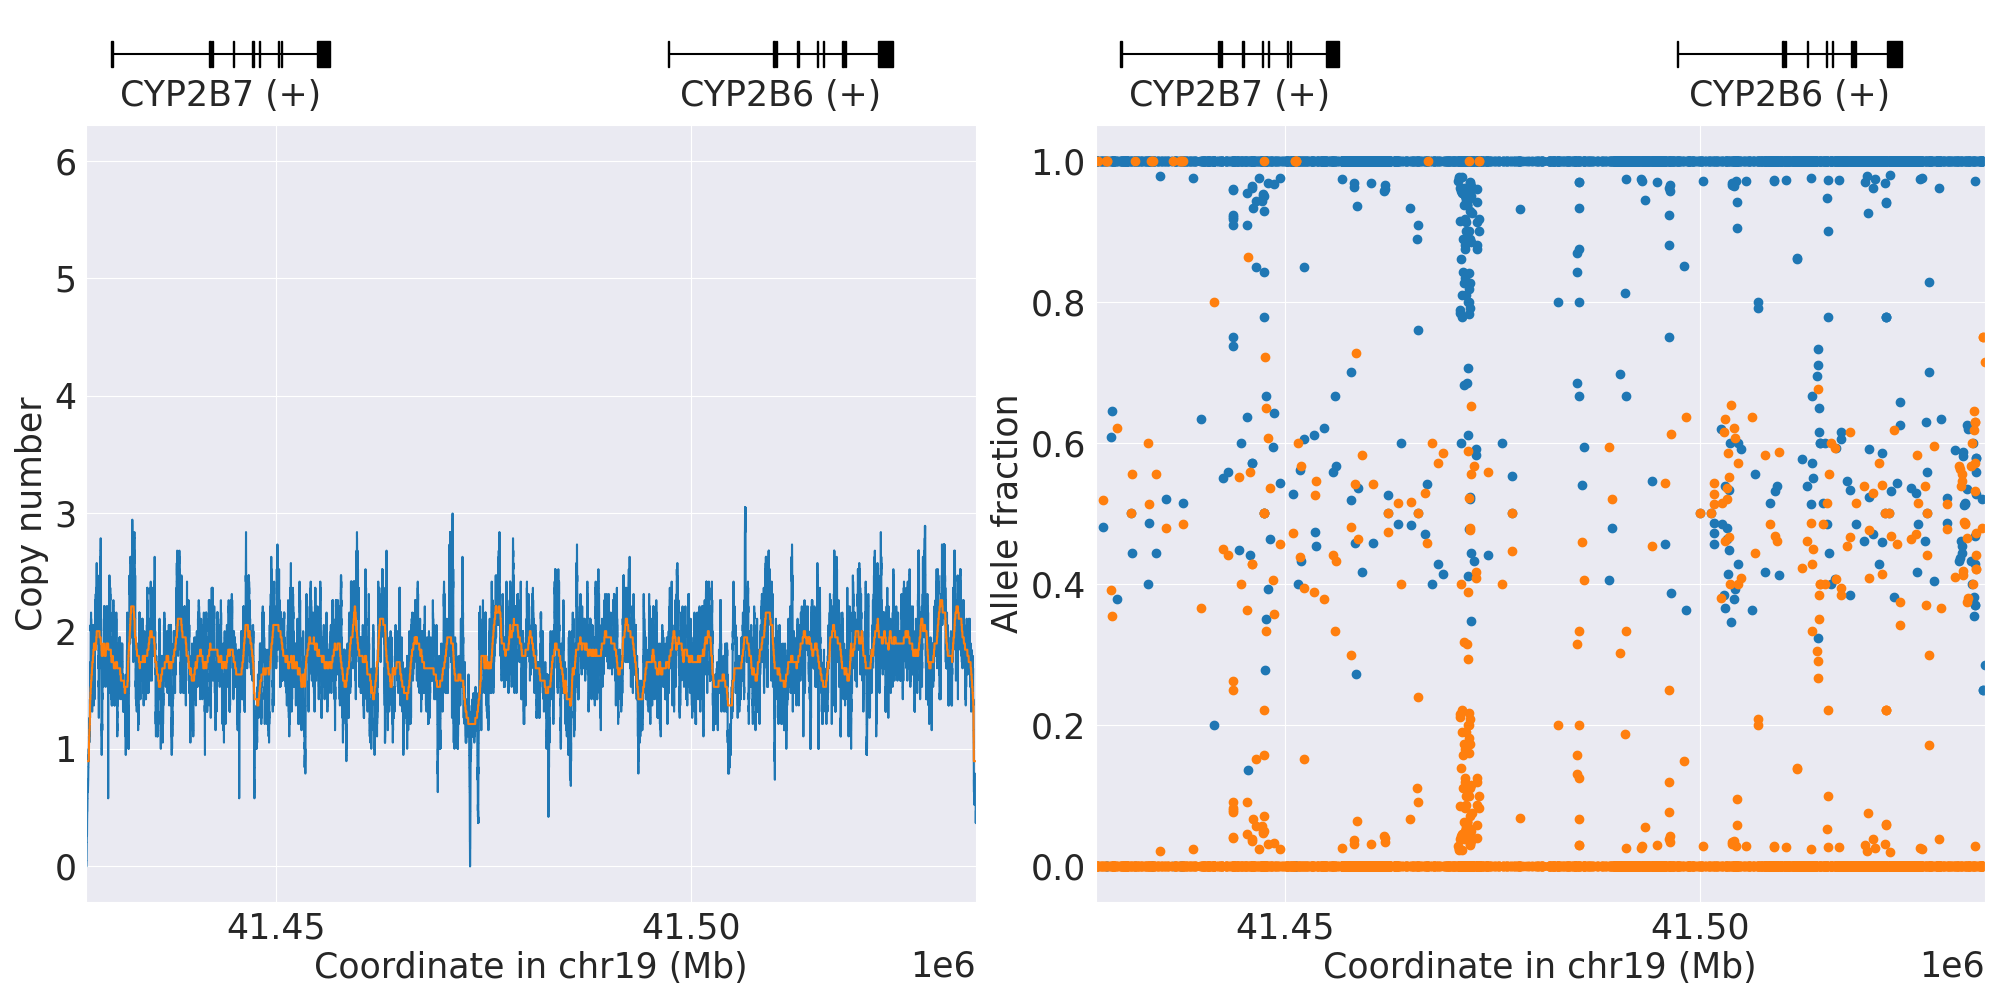 CYP2B7 (+)
CYP2B6 (+)
Copy number
6
5
4
3
2
1
0
41.45
41.50
Coordinate in chr19 (Mb)
1e6
CYP2B7 (+)
CYP2B6 (+)
Allele fraction
1.0
0.8
0.6
0.4
0.2
0.0
41.45
41.50
Coordinate in chr19 (Mb)
1e6